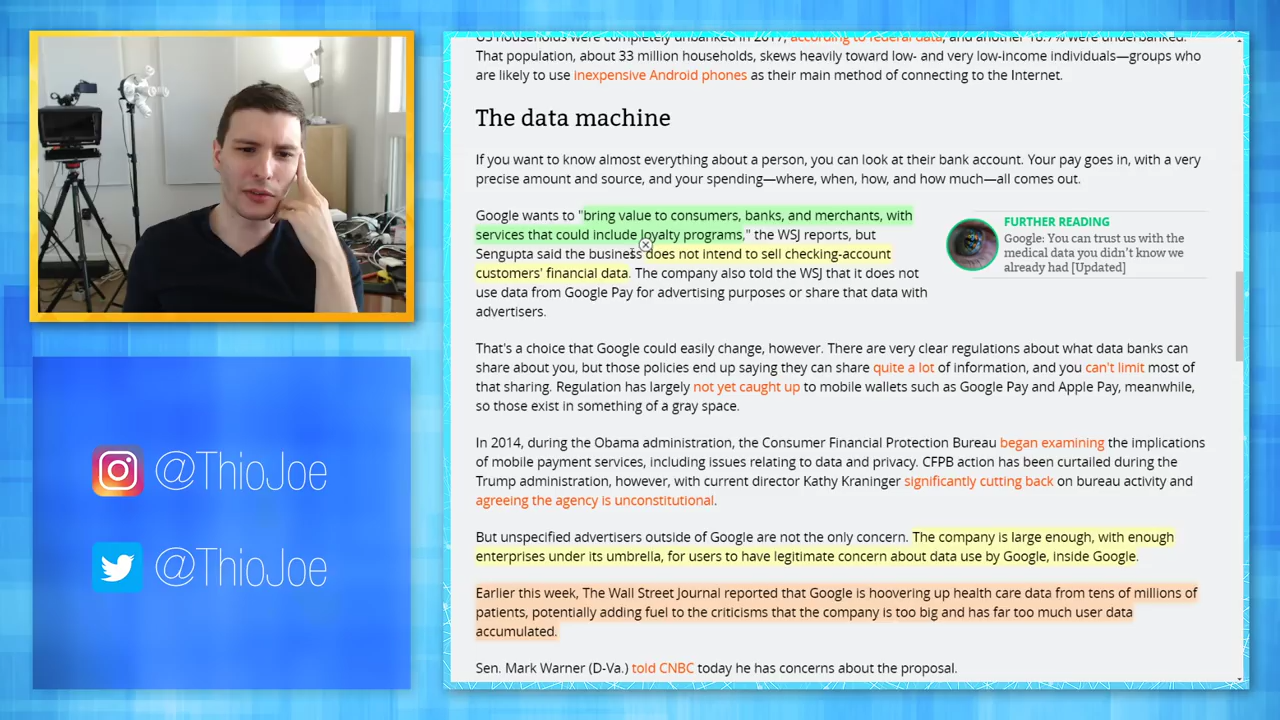 US households were completely unbanked in 2017, according to federal data, and another 18.7% were underbanked.
That population, about 33 million households, skews heavily toward low- and very low-income individuals—groups who
are likely to use inexpensive Android phones as their main method of connecting to the Internet.
The data machine
If you want to know almost everything about a person, you can look at their bank account. Your pay goes in, with a very
precise amount and source, and your spending—where, when, how, and how much—all comes out.
Google wants to "bring value to consumers, banks, and merchants, with
services that could include loyalty programs," the WSJ reports, but
Sengupta said the business does not intend to sell checking-account
customers' financial data. The company also told the WSJ that it does not
use data from Google Pay for advertising purposes or share that data with
advertisers.
FURTHER READING
Google: You can trust us with the
medical data you didn't know we
already had [Updated]
That's a choice that Google could easily change, however. There are very clear regulations about what data banks can
share about you, but those policies end up saying they can share quite a lot of information, and you can't limit most of
that sharing. Regulation has largely not yet caught up to mobile wallets such as Google Pay and Apple Pay, meanwhile,
so those exist in something of a gray space.
In 2014, during the Obama administration, the Consumer Financial Protection Bureau began examining the implications
of mobile payment services, including issues relating to data and privacy. CFPB action has been curtailed during the
Trump administration, however, with current director Kathy Kraninger significantly cutting back on bureau activity and
agreeing the agency is unconstitutional.
But unspecified advertisers outside of Google are not the only concern. The company is large enough, with enough
enterprises under its umbrella, for users to have legitimate concern about data use by Google, inside Google.
Earlier this week, The Wall Street Journal reported that Google is hoovering up health care data from tens of millions of
patients, potentially adding fuel to the criticisms that the company is too big and has far too much user data
accumulated.
Sen. Mark Warner (D-Va.) told CNBC today he has concerns about the proposal.
@ThioJoe
@ThioJoe